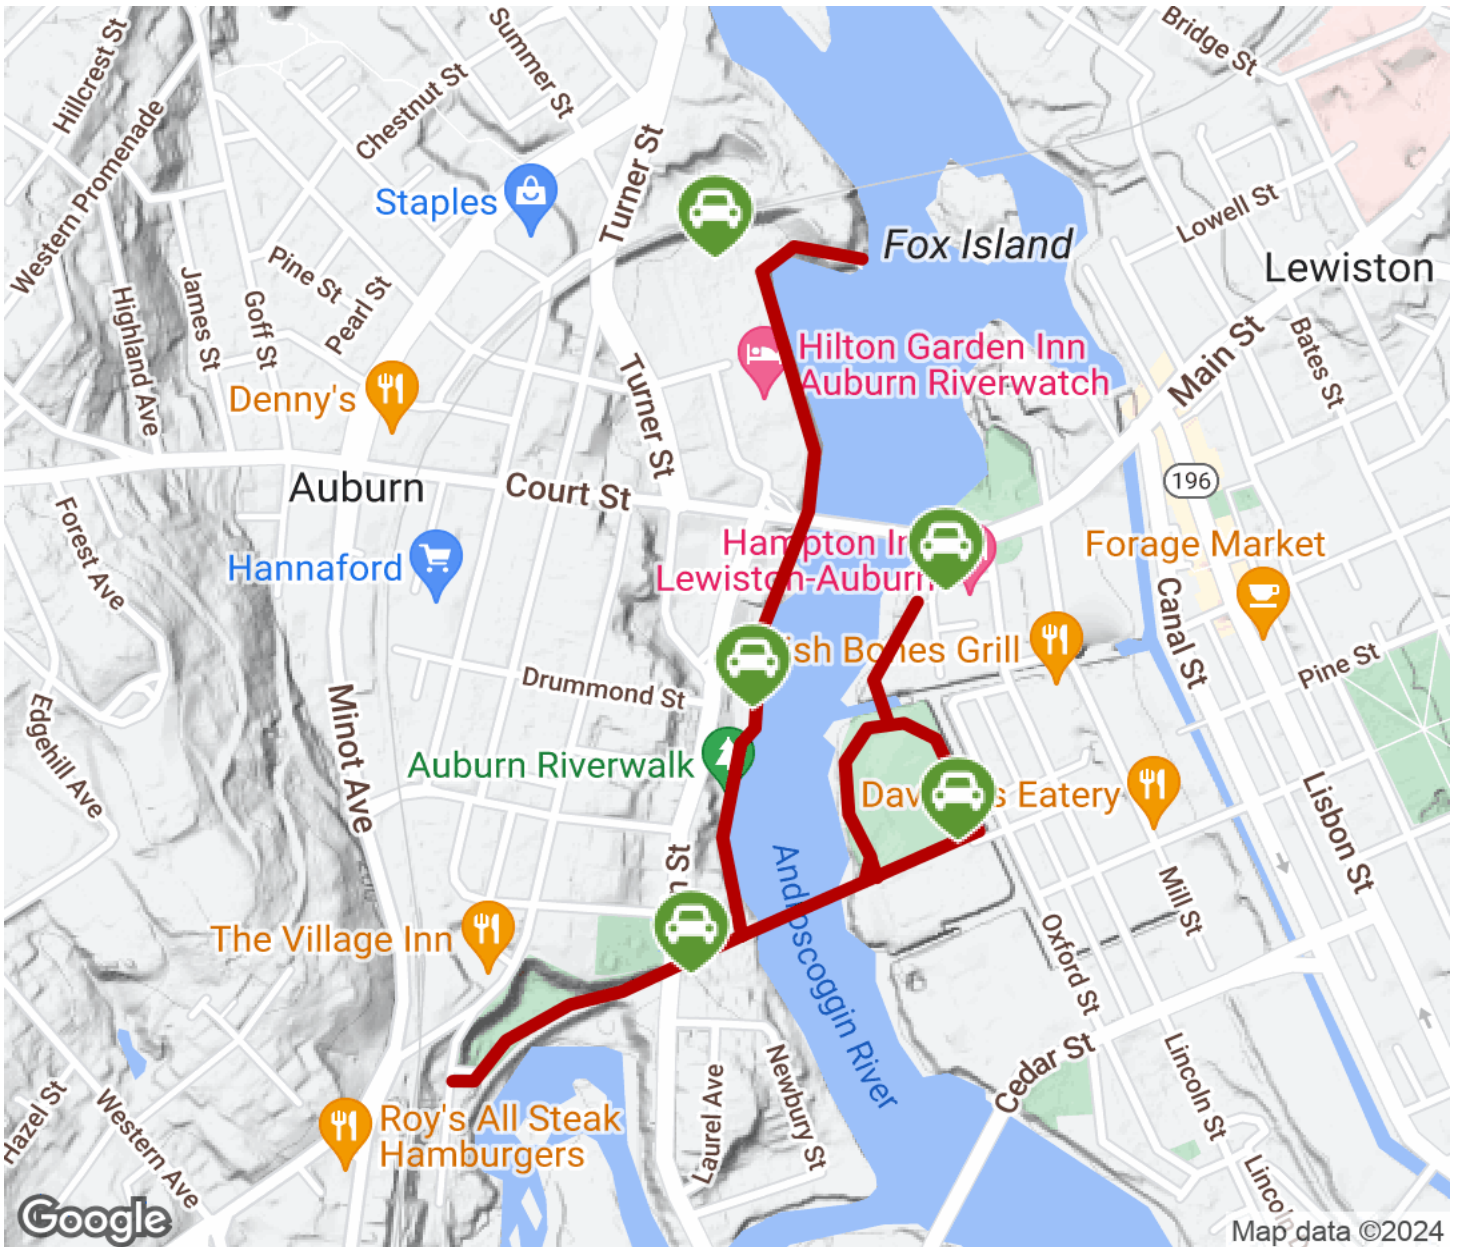 Summer St
Bridge St
Hillcrest St
Chestnut St
Western Promenade
Turner St
Staples
Lowell St
Fox Island
Pine St
Lewiston
James St
Goff St
Pearl St
Highland Ave
Main St
Bates St
Hilton Garden Inn
Auburn Riverwatch
Denny's
Turner St
Auburn
Court St
196
Forest Ave
Hannaford
Hampton In
Lewiston-Auburn
Forage Market
Canal St
ish Bones Grill
Pine St
Drummond St
Edgehill Ave
Minot Ave
Auburn Riverwalk
Eatery
Lisbon St
Androscoggin River
Mill St
St
The Village Inn
Oxford St
Cedar St
Lincoln St
Laurel Ave
Newbury St
Hazel St
Western Ave
Roy's All Steak
Hamburgers
Google
Map data ©2024